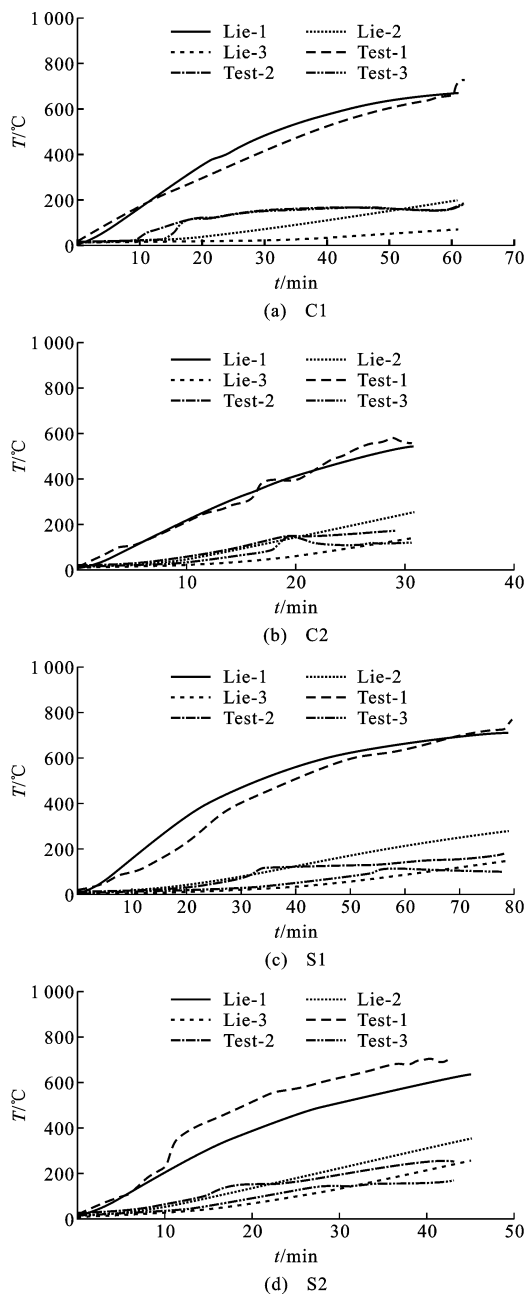 1 000
Lie-1 Lie-2
Lie-3 Test-1
Test-2 Test-3
800
600
400
200
0
T/℃
10 20 30 40 50 60 70
t/min
(a) C1
1 000
Lie-1 Lie-2
Lie-3 Test-1
Test-2 Test-3
800
600
400
200
0
T/℃
10 20 30 40
t/min
(b) C2
1 000
Lie-1 Lie-2
Lie-3 Test-1
Test-2 Test-3
800
600
400
200
0
T/℃
10 20 30 40 50 60 70 80
t/min
(c) S1
1 000
Lie-1 Lie-2
Lie-3 Test-1
Test-2 Test-3
800
600
400
200
0
T/℃
10 20 30 40 50
t/min
(d) S2